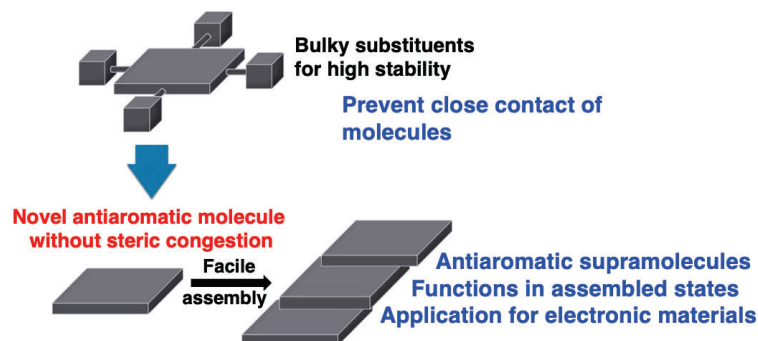 Bulky substituents
for high stability
Prevent close contact of
molecules
Novel antiaromatic molecule
without steric congestion
Facile
assembly
Antiaromatic supramolecules
Functions in assembled states
Application for electronic materials